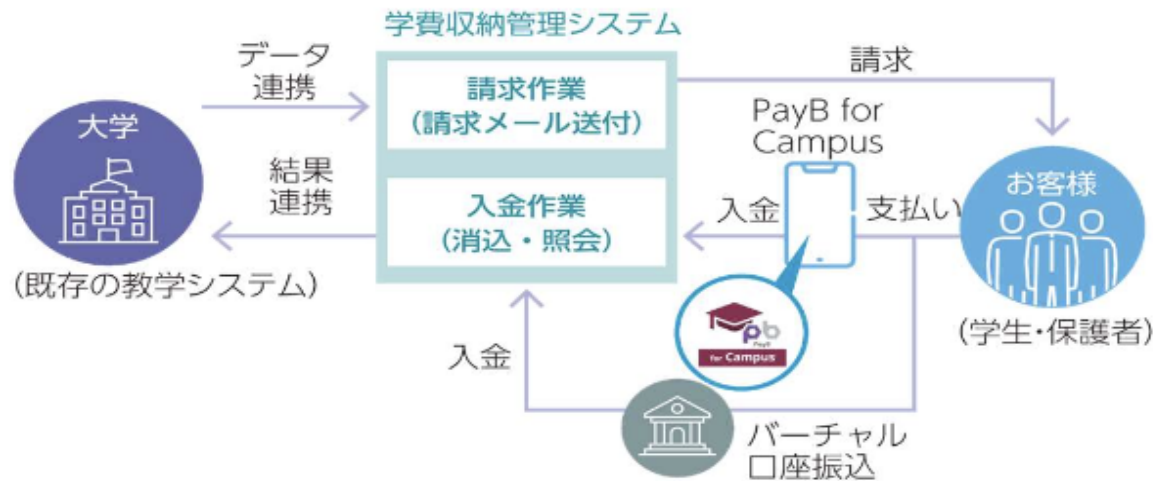 学費収納管理システム
データ
連携
請求作業
(請求メール送付)
請求
大学
PayB for
Campus
お客様
結果
連携
入金作業
(消込・照会)
入金
支払い
(既存の教学システム)
(学生・保護者)
pb
PayB
for Campus
入金
バーチャル
口座振込